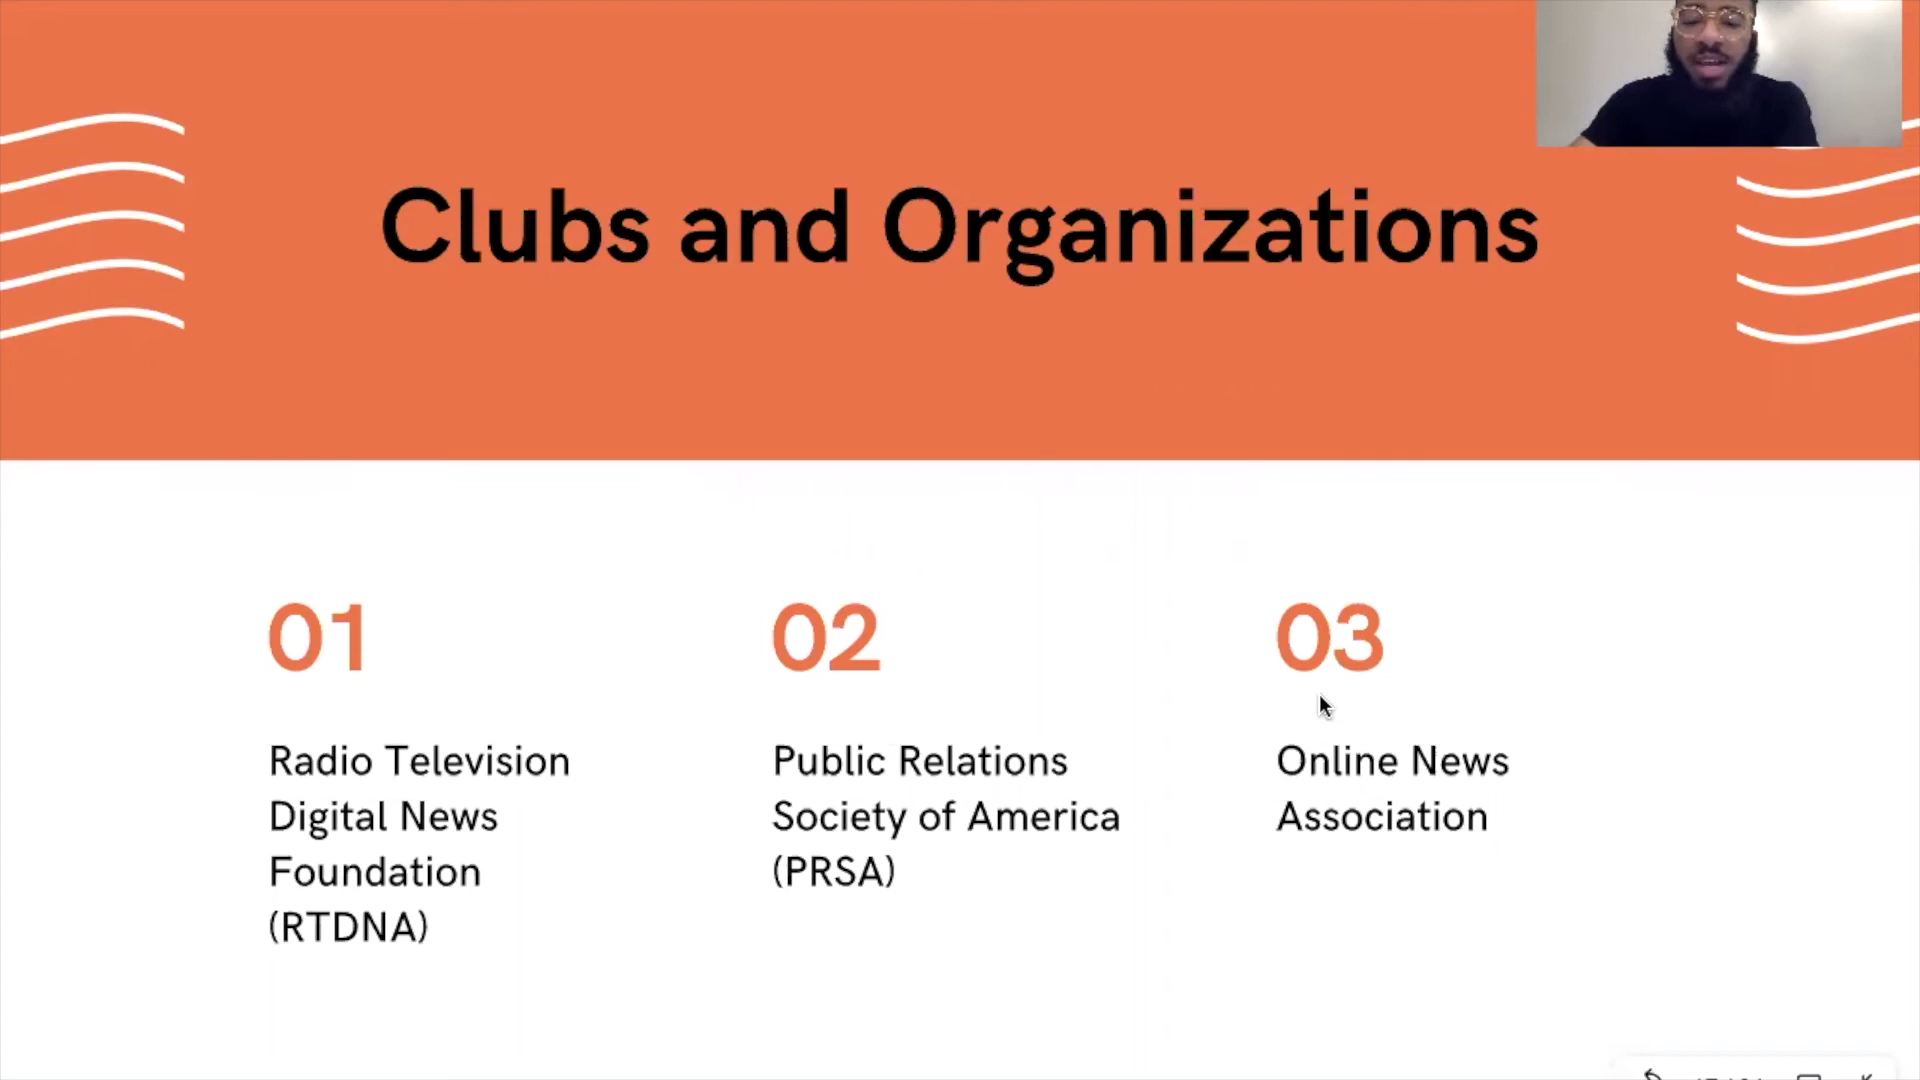 Clubs and Organizations
01
Radio Television
Digital News
Foundation
(RTDNA)
02
Public Relations
Society of America
(PRSA)
03
Online News
Association